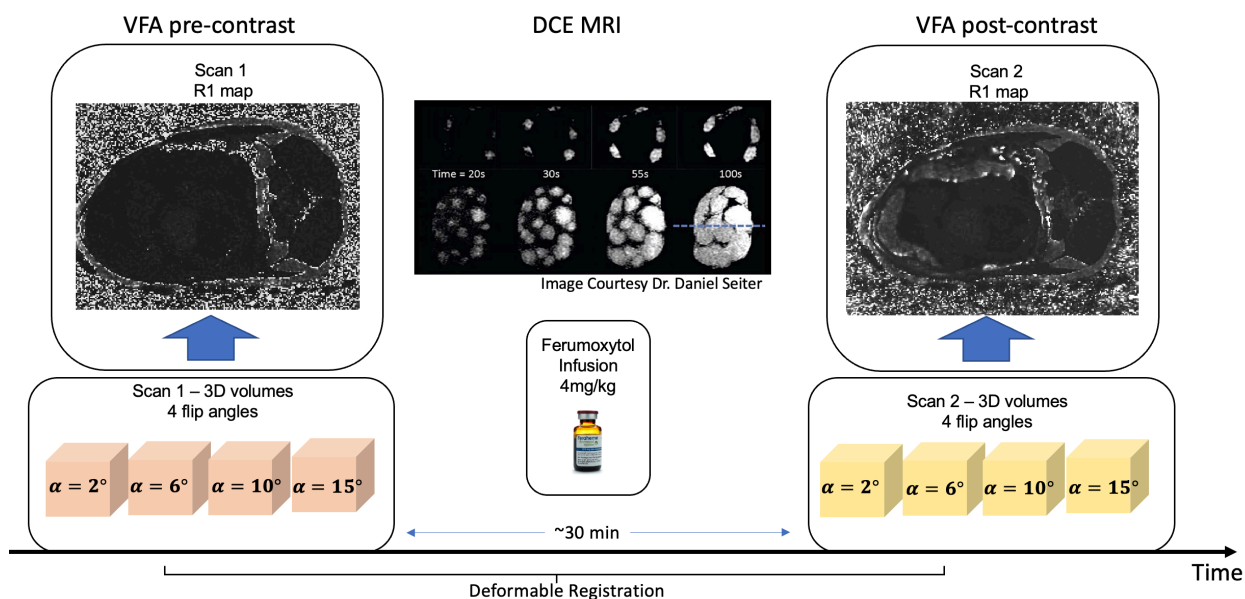 VFA pre-contrast
DCE MRI
VFA post-contrast
Scan 1
R1 map
Scan 2
R1 map
Time = 20s
30s
55s
100s
Image Courtesy Dr. Daniel Seiter
Ferumoxytol
Infusion
4mg/kg
Scan 1 – 3D volumes
4 flip angles
α = 2°
α = 6°
α = 10°
α = 15°
Scan 2 – 3D volumes
4 flip angles
α = 2°
α = 6°
α = 10°
α = 15°
~30 min
Time
Deformable Registration